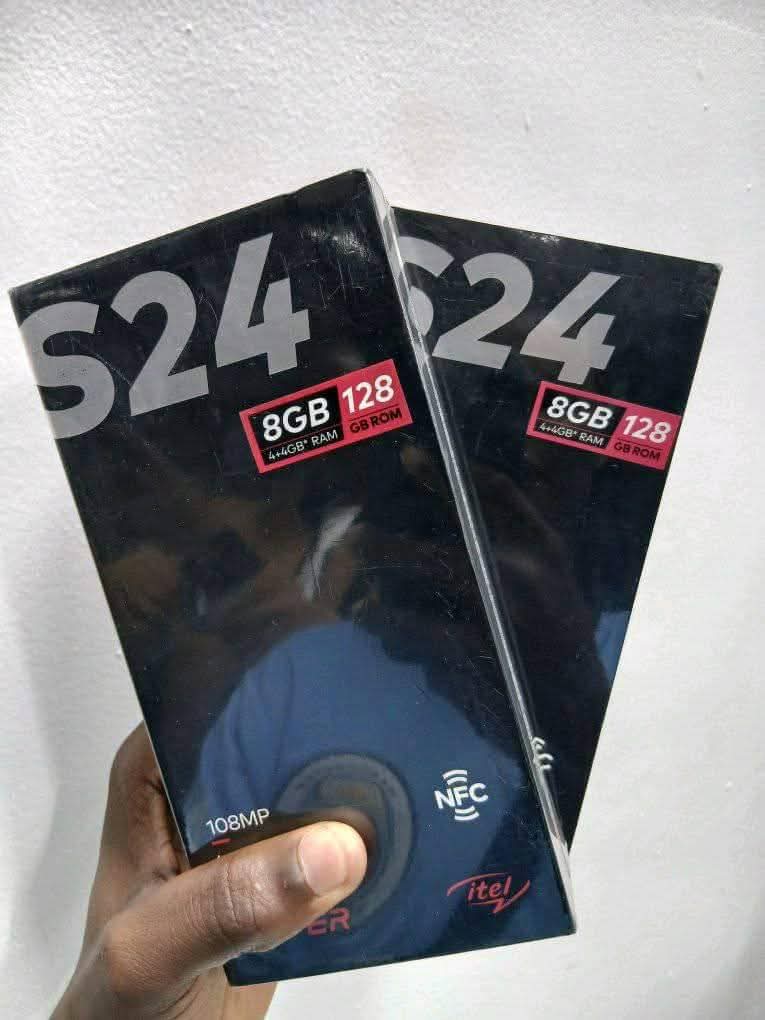 S24
8GB
4+4GB* RAM
128
GB ROM
108MP
NFC
itel
S24
8GB
4+4GB* RAM
128
GB ROM